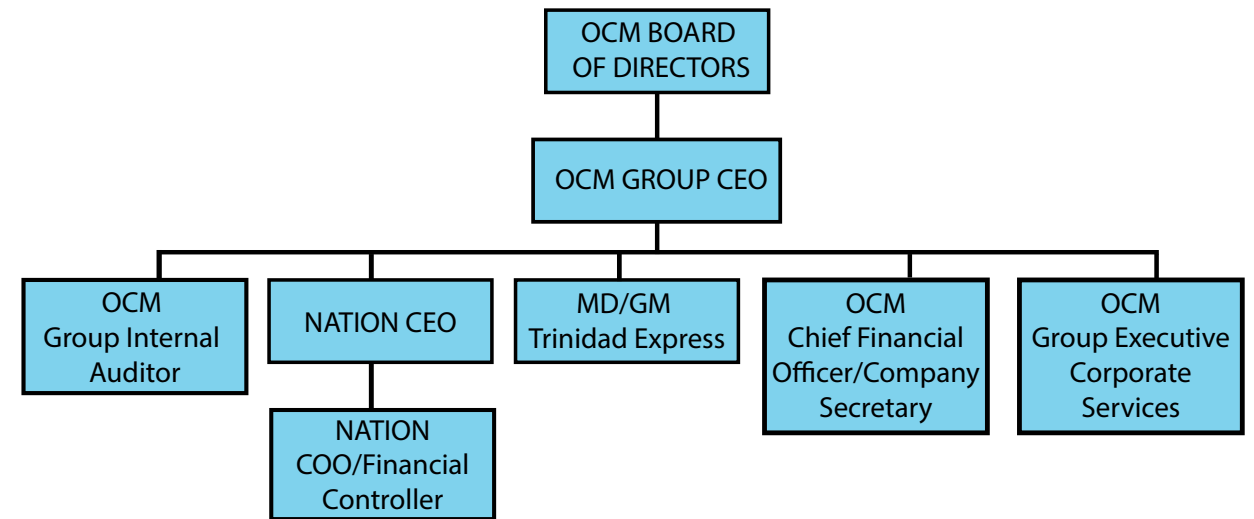 OCM BOARD
OF DIRECTORS
OCM GROUP CEO
OCM
Group Internal
Auditor
NATION CEO
MD/GM
Trinidad Express
OCM
Chief Financial
Officer/Company
Secretary
OCM
Group Executive
Corporate
Services
NATION
COO/Financial
Controller